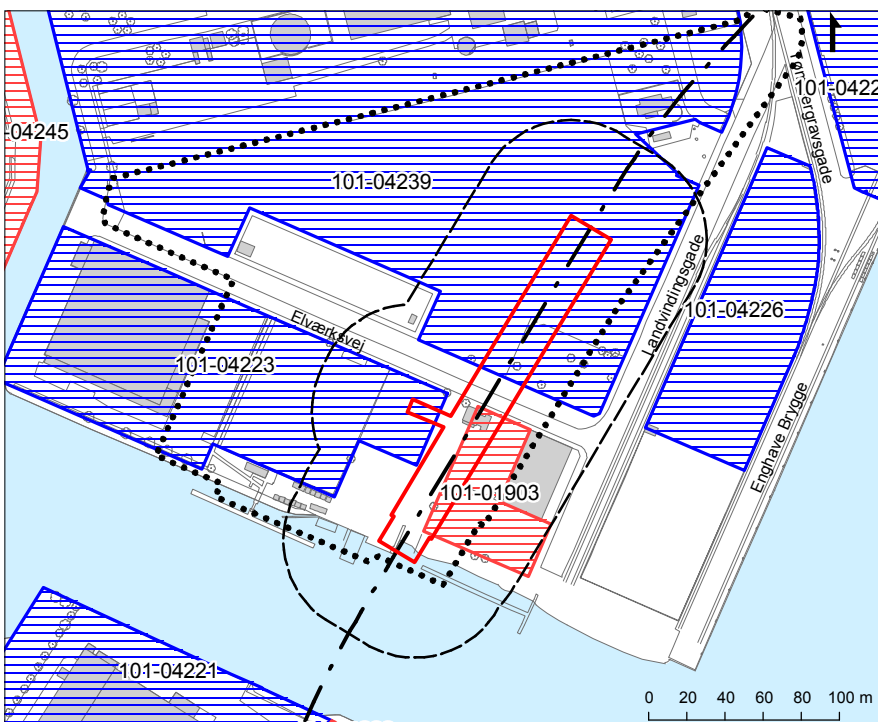 101-0422
Tømmergravsgade
-04245
101-04239
Landvindingsgade
101-04226
Elværksvej
101-04223
Enghave Brygge
101-01903
101-04221
0 20 40 60 80 100 m